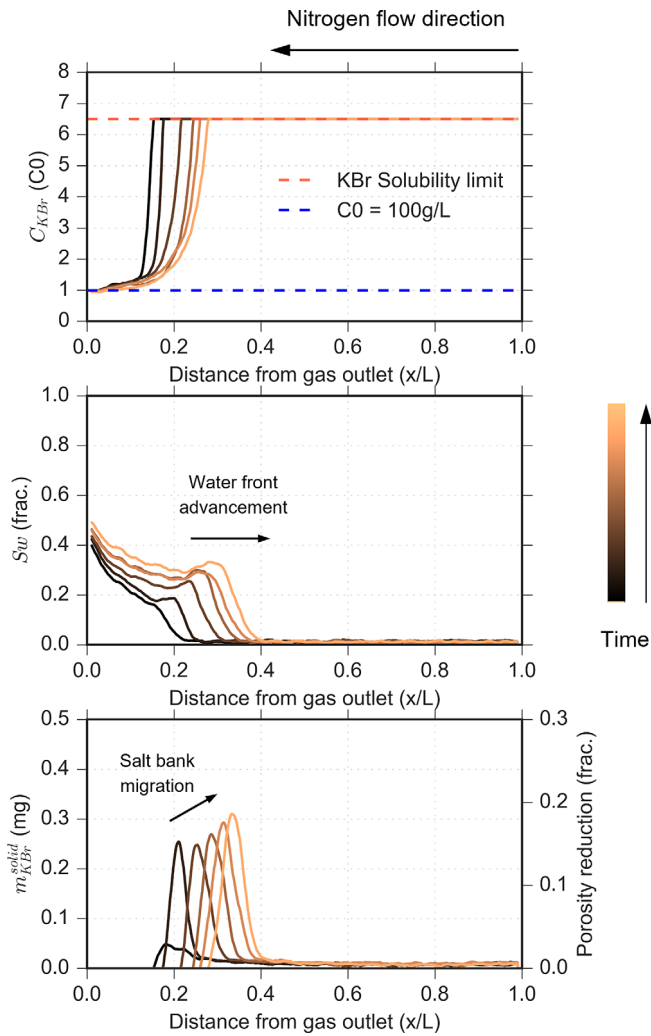 Nitrogen flow direction
8
7
6
5
4
3
2
1
0
C_{KBr} (C0)
KBr Solubility limit
C0 = 100g/L
0.0 0.2 0.4 0.6 0.8 1.0
Distance from gas outlet (x/L)
1.0
0.8
0.6
0.4
0.2
0.0
Sw (frac.)
Water front
advancement
0.0 0.2 0.4 0.6 0.8 1.0
Distance from gas outlet (x/L)
Time
0.5
0.4
0.3
0.2
0.1
0.0
m_{KBr}^{solid} (mg)
Salt bank
migration
0.3
0.2
0.1
0.0
Porosity reduction (frac.)
0.0 0.2 0.4 0.6 0.8 1.0
Distance from gas outlet (x/L)